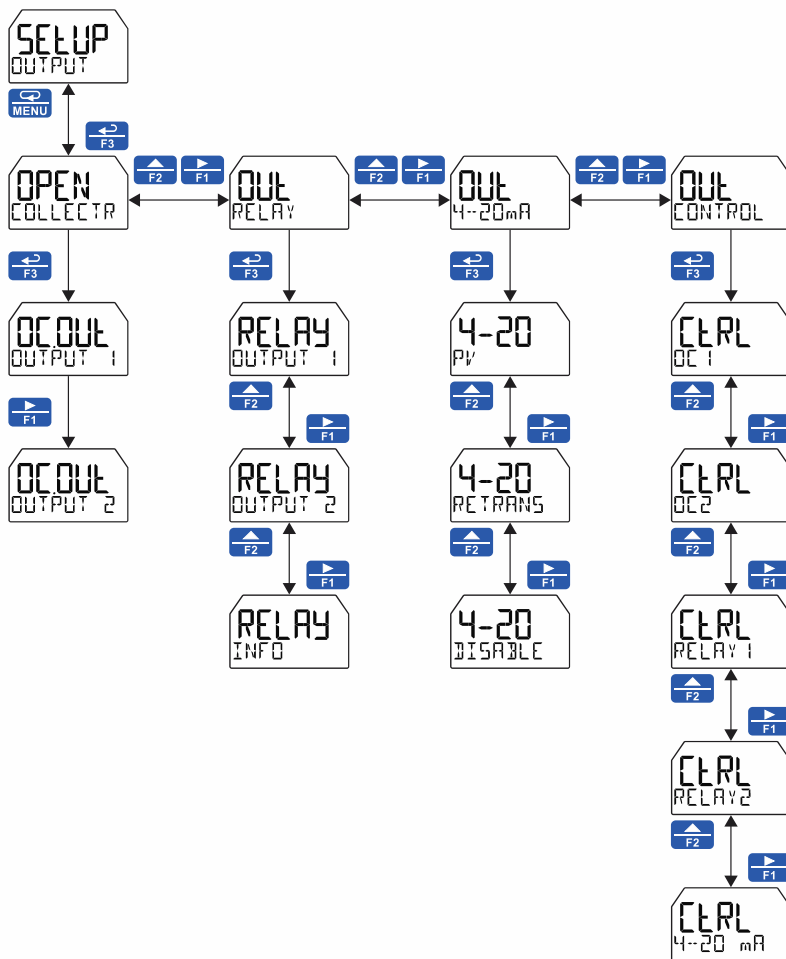 SEtUP
OUTPUT
MENU
F3
OPEN
COLLECTR
F2
F1
OUt
RELAY
F2
F1
OUt
4-20mA
F2
F1
OUt
CONTROL
F3
F3
F3
F3
OC.OUt
OUTPUT 1
RELAY
OUTPUT 1
4-20
PV
CtRL
OC1
F1
F2
F1
F2
F1
F2
F1
OC.OUt
OUTPUT 2
RELAY
OUTPUT 2
4-20
RETRANS
CtRL
OC2
F2
F1
F2
F1
F2
F1
RELAY
INFO
4-20
DISABLE
CtRL
RELAY1
F2
F1
CtRL
RELAY2
F2
F1
CtRL
4-20 mA